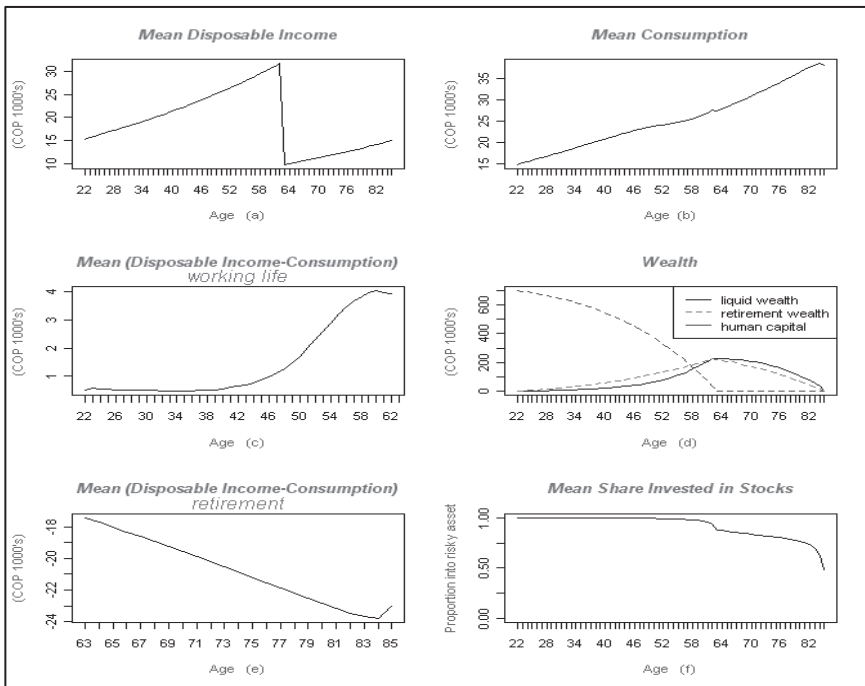 Mean Disposable Income
(COP 1000's)
30
25
20
15
10
22 28 34 40 46 52 58 64 70 76 82
Age (a)
Mean Consumption
(COP 1000's)
35
30
25
20
15
22 28 34 40 46 52 58 64 70 76 82
Age (b)
Mean (Disposable Income-Consumption)
working life
(COP 1000's)
4
3
2
1
22 26 30 34 38 42 46 50 54 58 62
Age (c)
Wealth
liquid wealth
retirement wealth
human capital
(COP 1000's)
600
400
200
0
22 28 34 40 46 52 58 64 70 76 82
Age (d)
Mean (Disposable Income-Consumption)
retirement
(COP 1000's)
-18
-20
-22
-24
63 65 67 69 71 73 75 77 79 81 83 85
Age (e)
Mean Share Invested in Stocks
Proportion into risky asset
1.00
0.50
0.00
22 28 34 40 46 52 58 64 70 76 82
Age (f)